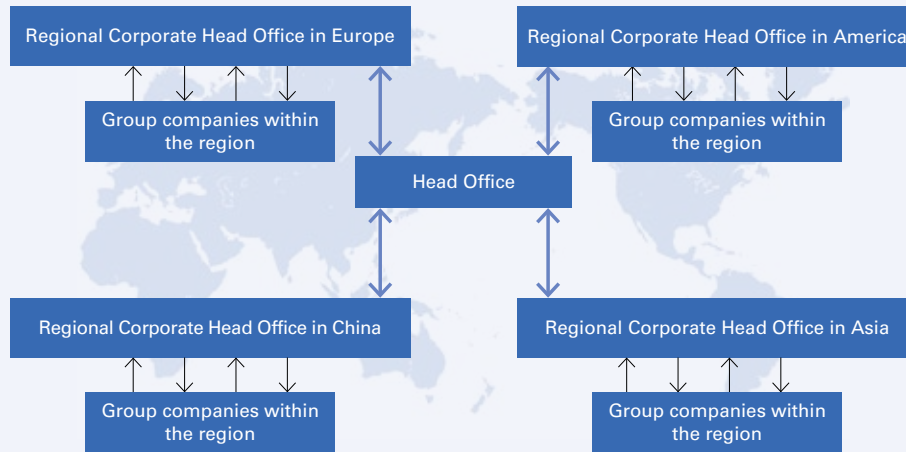 Regional Corporate Head Office in Europe
Regional Corporate Head Office in America
Group companies within
the region
Group companies within
the region
Head Office
Regional Corporate Head Office in China
Regional Corporate Head Office in Asia
Group companies within
the region
Group companies within
the region